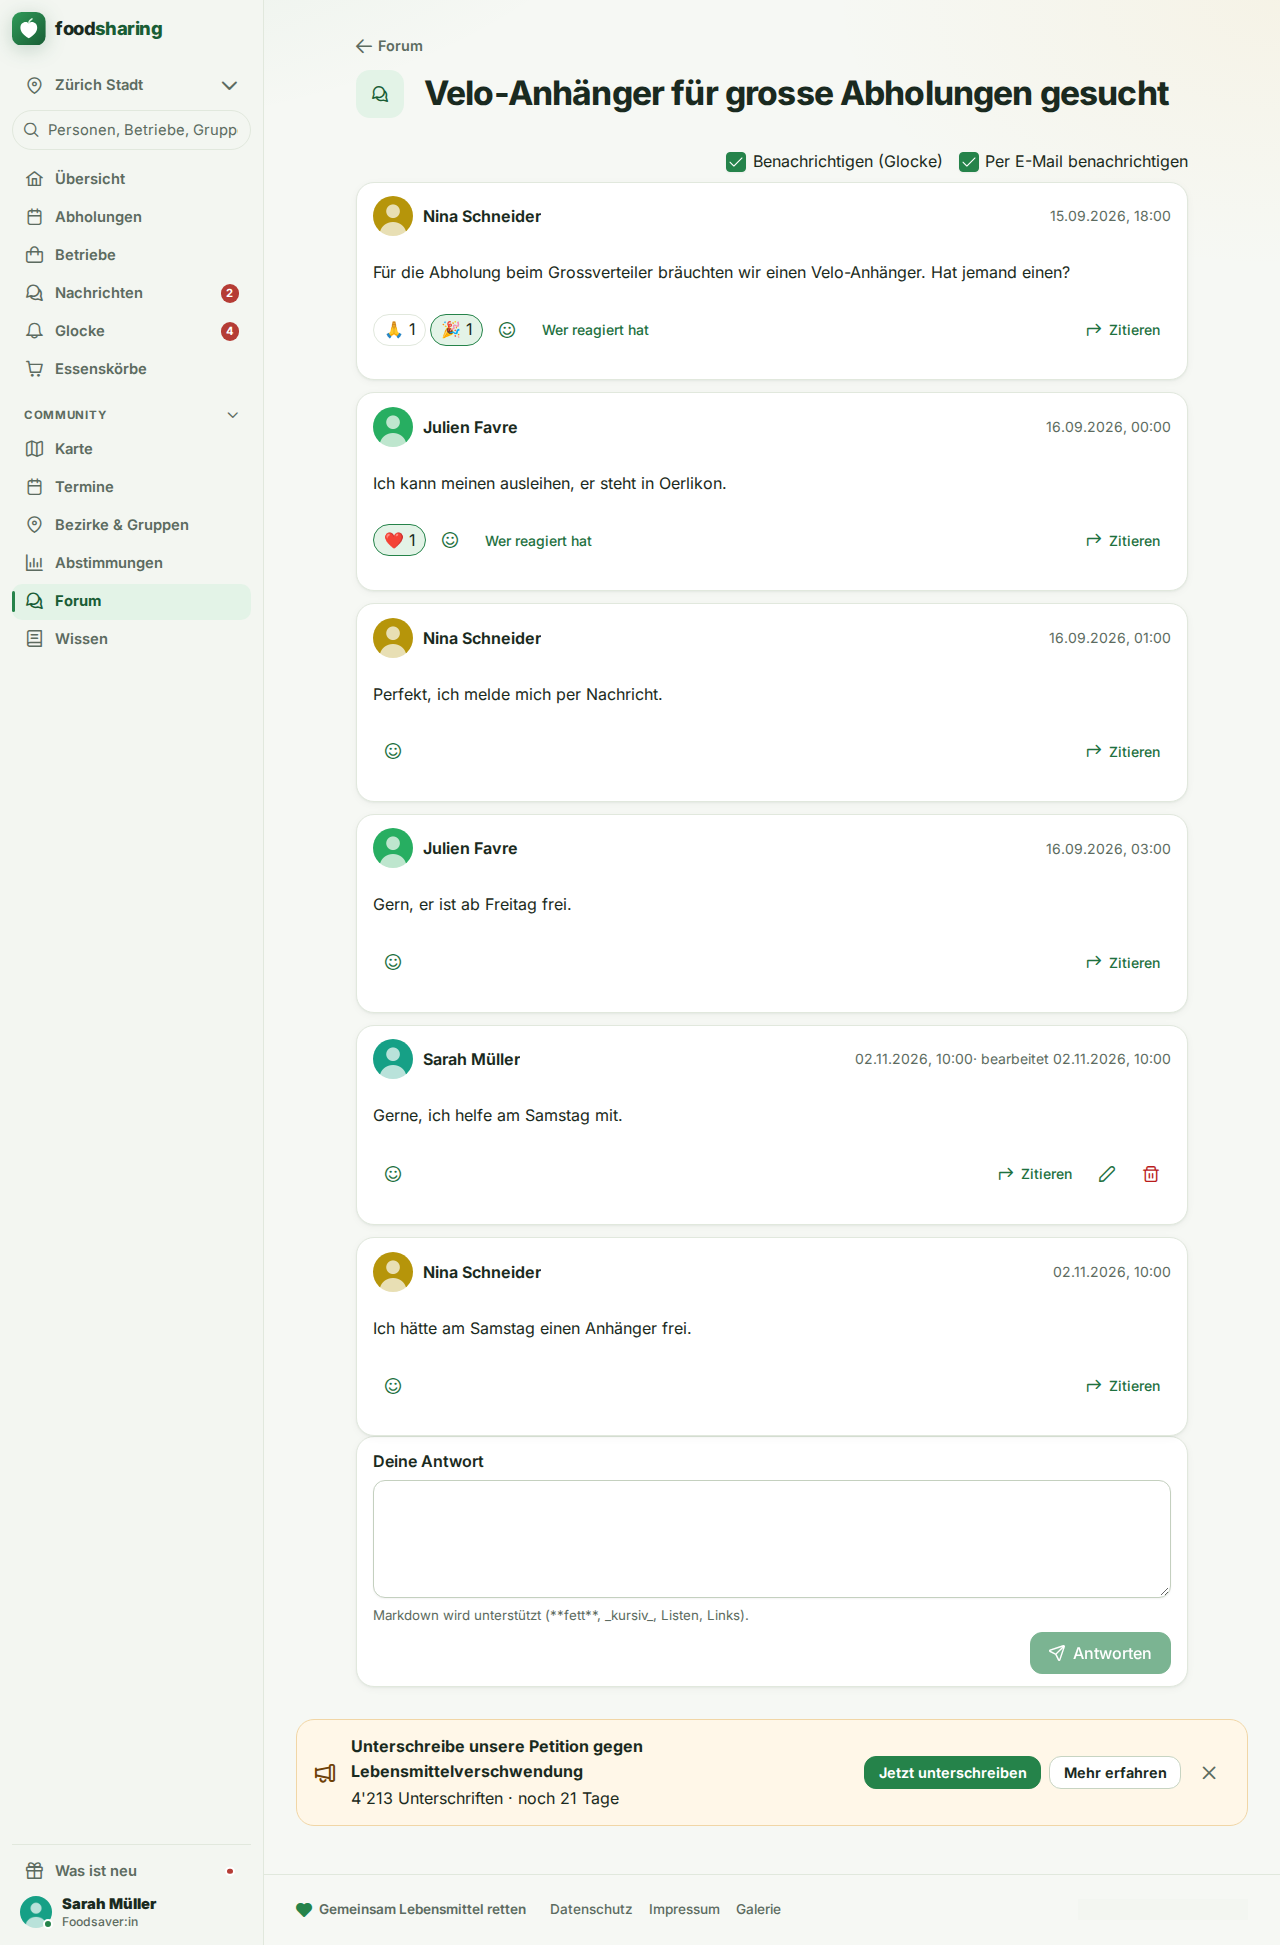 foodsharing
Zürich Stadt
Personen, Betriebe, Grupp
Übersicht
Abholungen
Betriebe
Nachrichten 2
Glocke 4
Essenskörbe
COMMUNITY
Karte
Termine
Bezirke & Gruppen
Abstimmungen
Forum
Wissen
Was ist neu
Sarah Müller
Foodsaver:in
Forum
Velo-Anhänger für grosse Abholungen gesucht
Benachrichtigen (Glocke) Per E-Mail benachrichtigen
Nina Schneider 15.09.2026, 18:00
Für die Abholung beim Grossverteiler bräuchten wir einen Velo-Anhänger. Hat jemand einen?
🙏 1 🎉 1 Wer reagiert hat Zitieren
Julien Favre 16.09.2026, 00:00
Ich kann meinen ausleihen, er steht in Oerlikon.
❤️ 1 Wer reagiert hat Zitieren
Nina Schneider 16.09.2026, 01:00
Perfekt, ich melde mich per Nachricht.
Zitieren
Julien Favre 16.09.2026, 03:00
Gern, er ist ab Freitag frei.
Zitieren
Sarah Müller 02.11.2026, 10:00· bearbeitet 02.11.2026, 10:00
Gerne, ich helfe am Samstag mit.
Zitieren
Nina Schneider 02.11.2026, 10:00
Ich hätte am Samstag einen Anhänger frei.
Zitieren
Deine Antwort
Markdown wird unterstützt (**fett**, _kursiv_, Listen, Links).
Antworten
Unterschreibe unsere Petition gegen
Lebensmittelverschwendung
4'213 Unterschriften · noch 21 Tage
Jetzt unterschreiben Mehr erfahren
Gemeinsam Lebensmittel retten Datenschutz Impressum Galerie